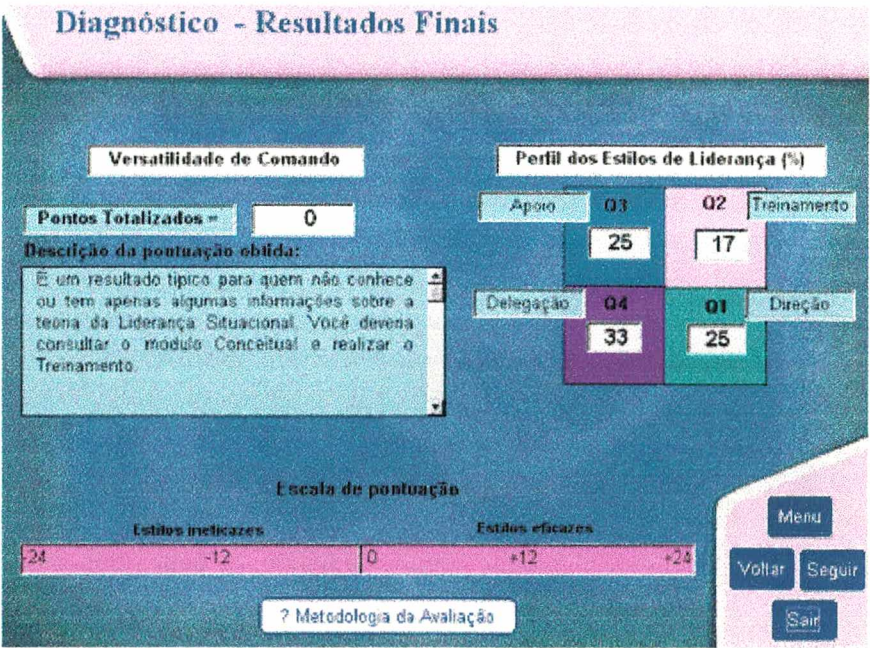 Diagnóstico - Resultados Finais
Versatilidade de Comando
Perfil dos Estilos de Liderança (%)
Pontos Totalizados =
0
Descrição da pontuação obtida:
É um resultado típico para quem não conhece
ou tem apenas algumas informações sobre a
teoria da Liderança Situacional. Você deveria
consultar o módulo Conceitual e realizar o
Treinamento.
Apoio
Q3
Q2
Treinamento
25
17
Delegação
Q4
Q1
Direção
33
25
Escala de pontuação
Estilos ineficazes
Estilos eficazes
-24
-12
0
+12
+24
? Metodologia da Avaliação
Menu
Voltar
Seguir
Sair